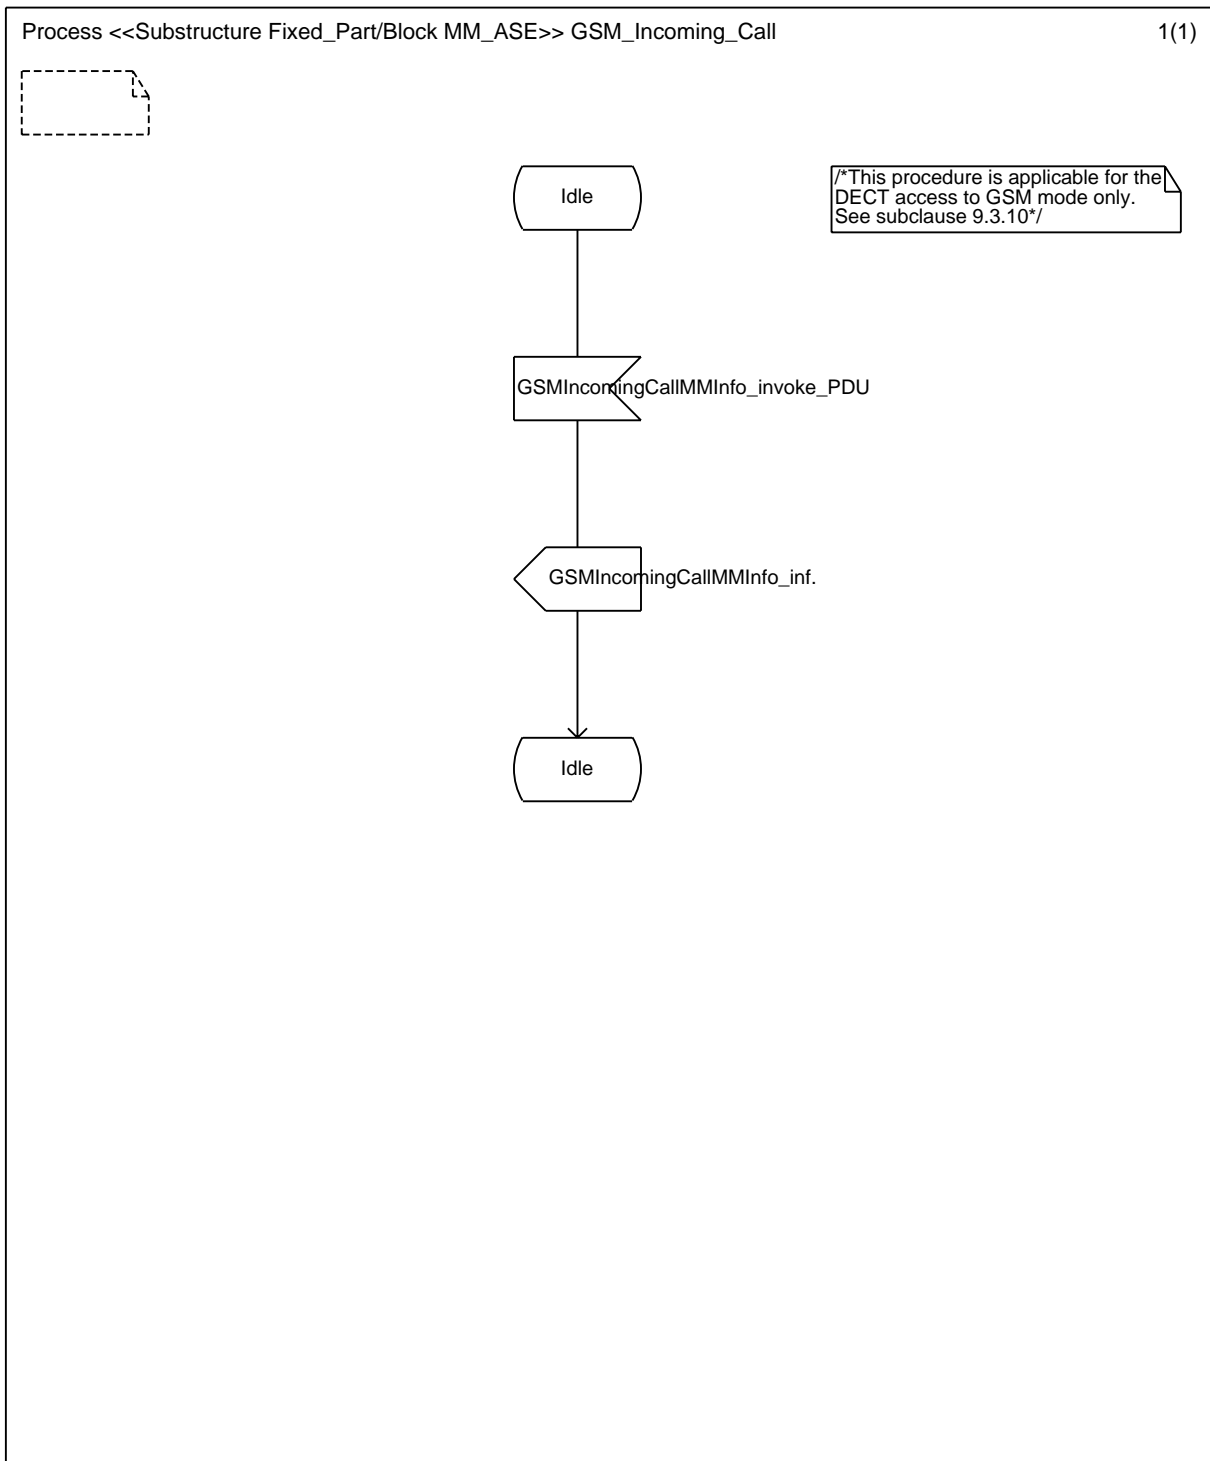 Process <<Substructure Fixed_Part/Block MM_ASE>> GSM_Incoming_Call 1(1)
Idle
/*This procedure is applicable for the
DECT access to GSM mode only.
See subclause 9.3.10*/
GSMIncomingCallMMInfo_invoke_PDU
GSMIncomingCallMMInfo_inf.
Idle